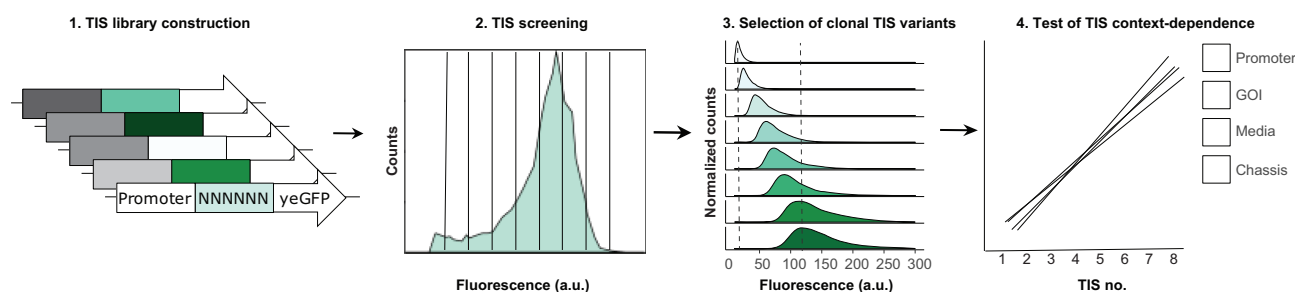 1. TIS library construction
2. TIS screening
3. Selection of clonal TIS variants
4. Test of TIS context-dependence
Promoter
NNNNNN
yeGFP
Counts
Fluorescence (a.u.)
Normalized counts
0 50 100 150 200 250 300
Fluorescence (a.u.)
1 2 3 4 5 6 7 8
TIS no.
Promoter
GOI
Media
Chassis